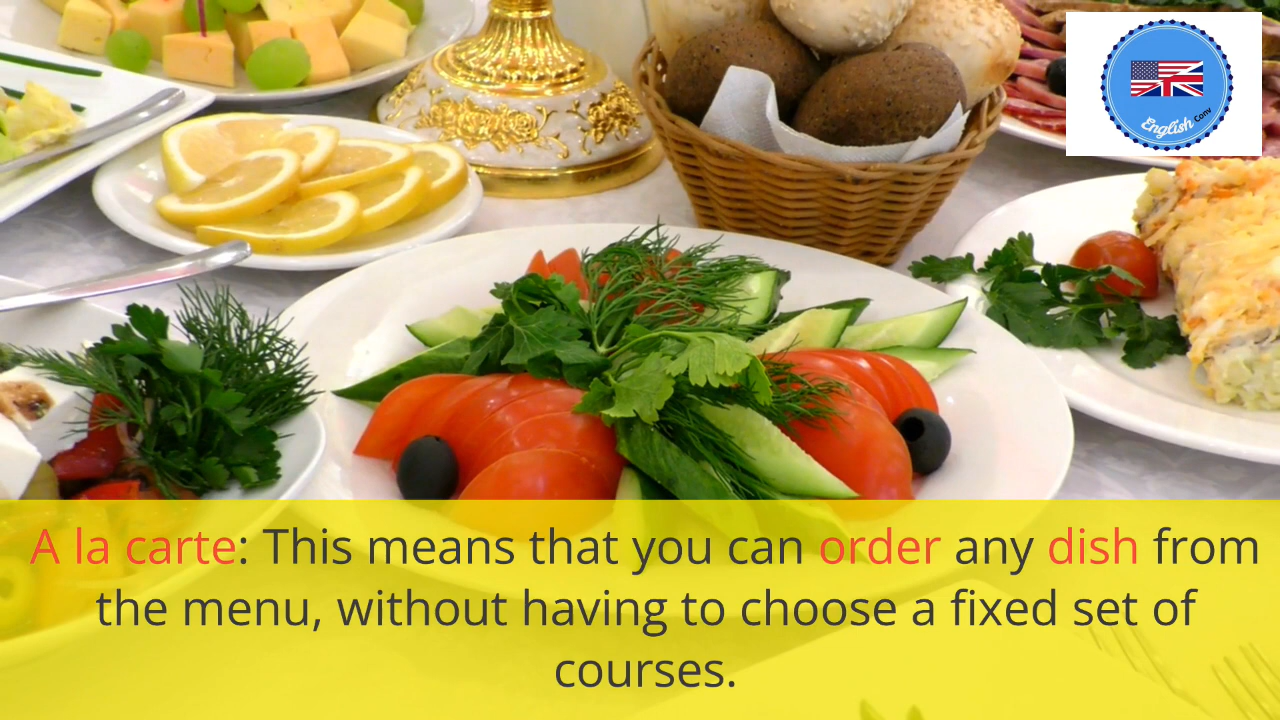 English Conv
A la carte: This means that you can order any dish from
the menu, without having to choose a fixed set of
courses.